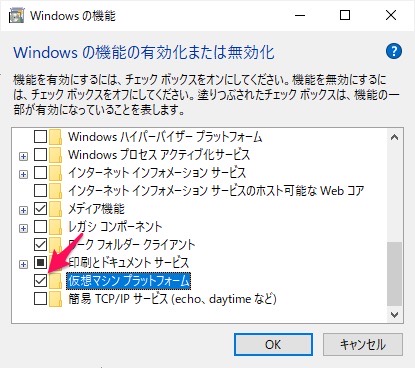 Windows の機能
Windows の機能の有効化または無効化
機能を有効にするには、チェック ボックスをオンにしてください。機能を無効にするに
は、チェック ボックスをオフにしてください。塗りつぶされたチェック ボックスは、機能の一
部が有効になっていることを表します。
Windows ハイパーバイザー プラットフォーム
Windows プロセス アクティブ化サービス
インターネット インフォメーション サービス
インターネット インフォメーション サービスのホスト可能な Web コア
メディア機能
レガシ コンポーネント
ワーク フォルダー クライアント
印刷とドキュメント サービス
仮想マシン プラットフォーム
簡易 TCP/IP サービス (echo、daytime など)
OK
キャンセル